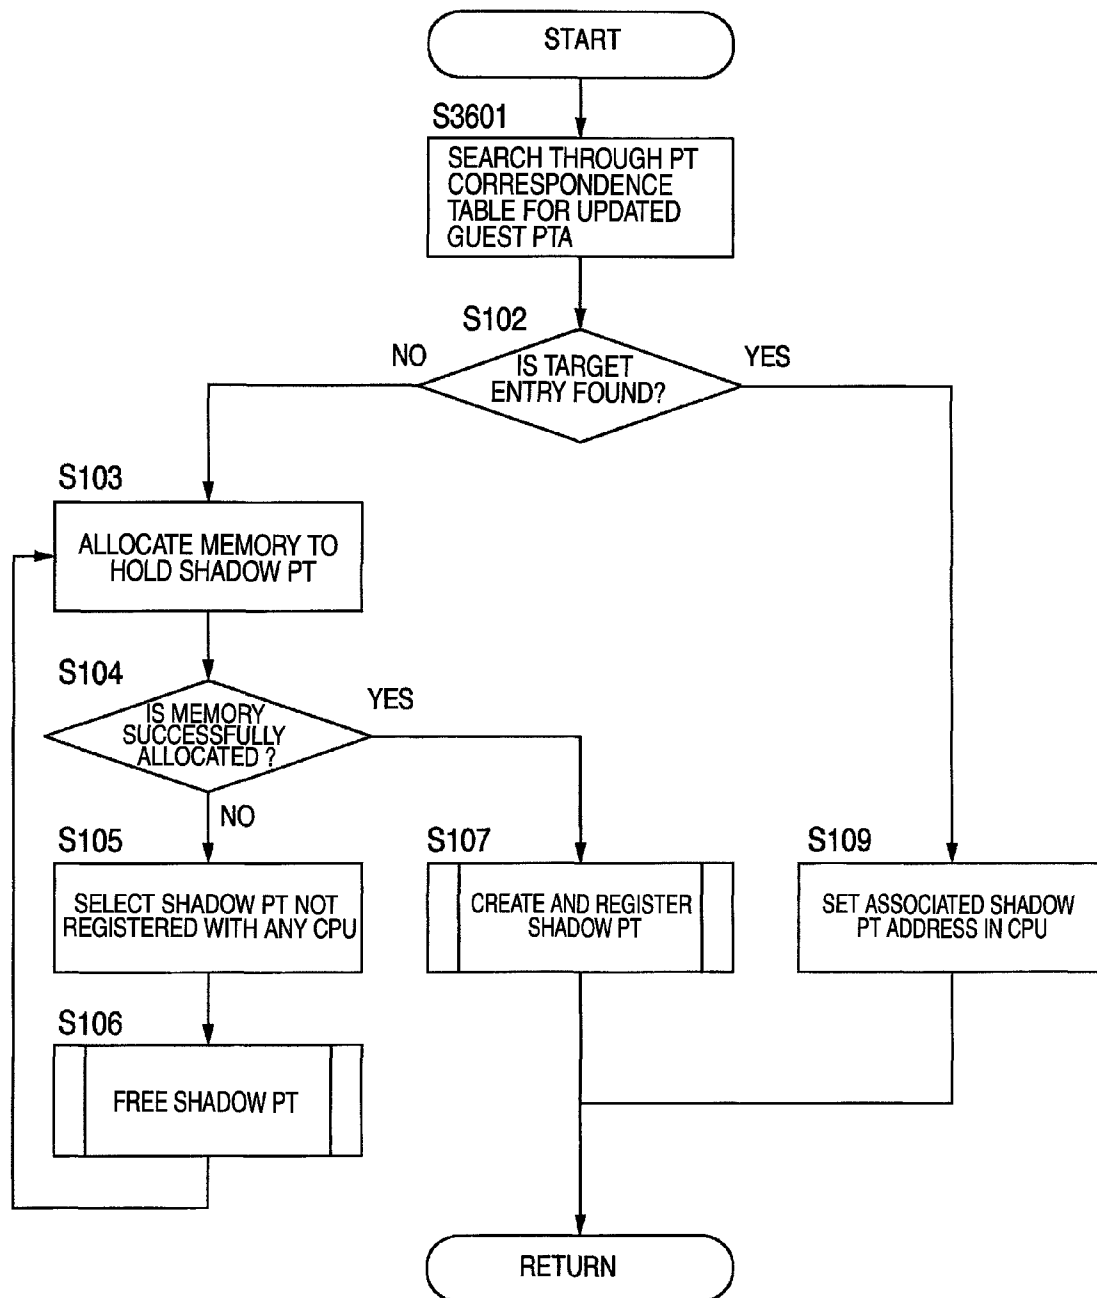 START
S3601
SEARCH THROUGH PT
CORRESPONDENCE
TABLE FOR UPDATED
GUEST PTA
S102
NO
IS TARGET
ENTRY FOUND?
YES
S103
ALLOCATE MEMORY TO
HOLD SHADOW PT
S104
IS MEMORY
SUCCESSFULLY
ALLOCATED ?
YES
NO
S105
SELECT SHADOW PT NOT
REGISTERED WITH ANY CPU
S107
CREATE AND REGISTER
SHADOW PT
S109
SET ASSOCIATED SHADOW
PT ADDRESS IN CPU
S106
FREE SHADOW PT
RETURN